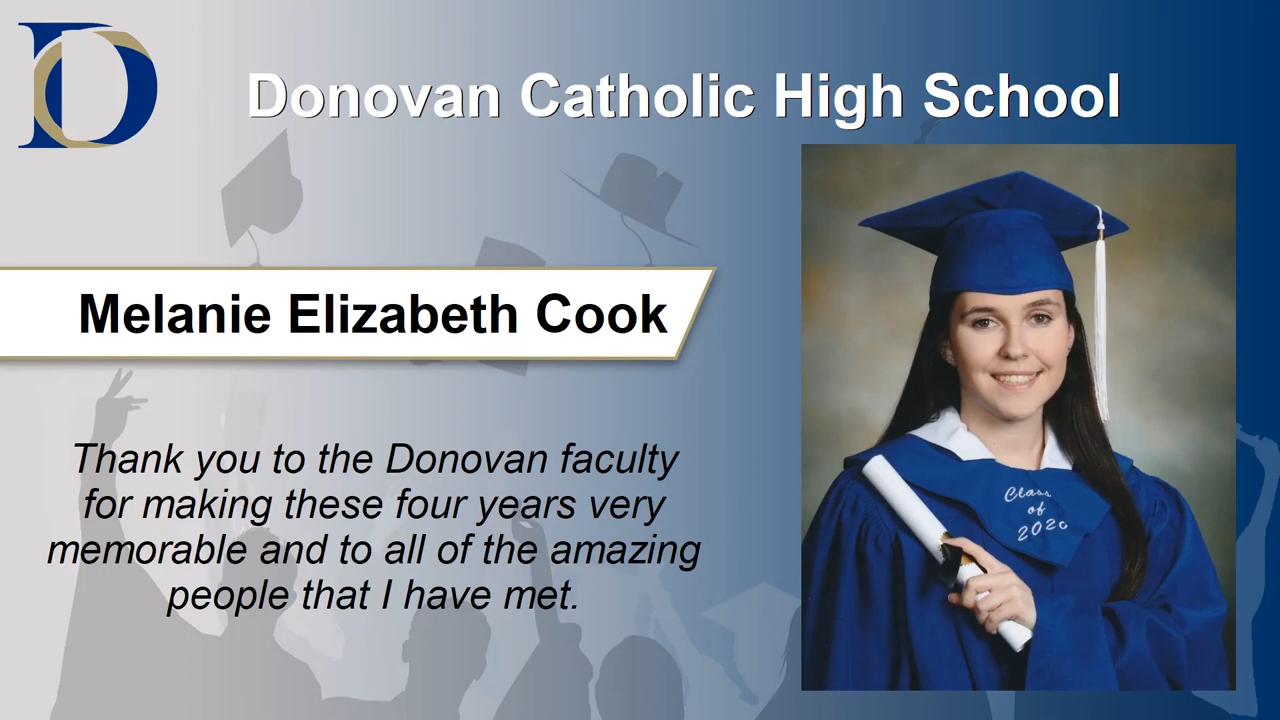 Donovan Catholic High School
Melanie Elizabeth Cook
Thank you to the Donovan faculty
for making these four years very
memorable and to all of the amazing
people that I have met.
Class
of
2020
DC